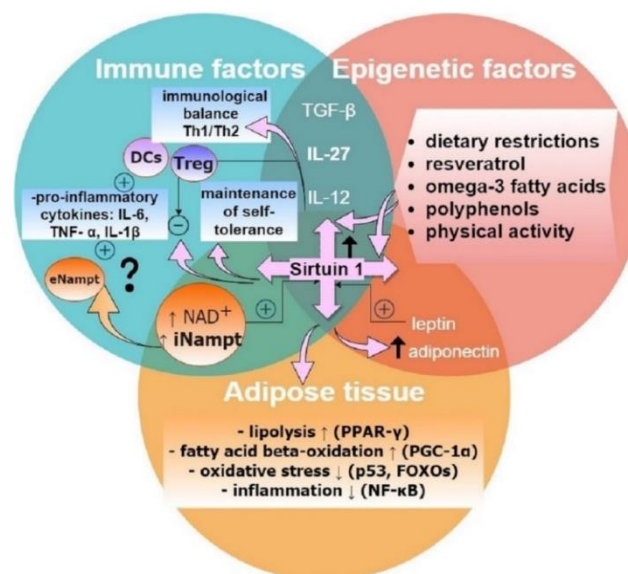 Immune factors
Epigenetic factors
immunological
balance
Th1/Th2
TGF-β
IL-27
IL-12
DCs
Treg
+
-pro-inflammatory
cytokines: IL-6,
TNF- α, IL-1β
−
maintenance
of self-
tolerance
• dietary restrictions
• resveratrol
• omega-3 fatty acids
• polyphenols
• physical activity
+
eNampt
?
↑
Sirtuin 1
↑ NAD+
↑ iNampt
+
+
leptin
↑ adiponectin
Adipose tissue
- lipolysis ↑ (PPAR-γ)
- fatty acid beta-oxidation ↑ (PGC-1α)
- oxidative stress ↓ (p53, FOXOs)
- inflammation ↓ (NF-κB)